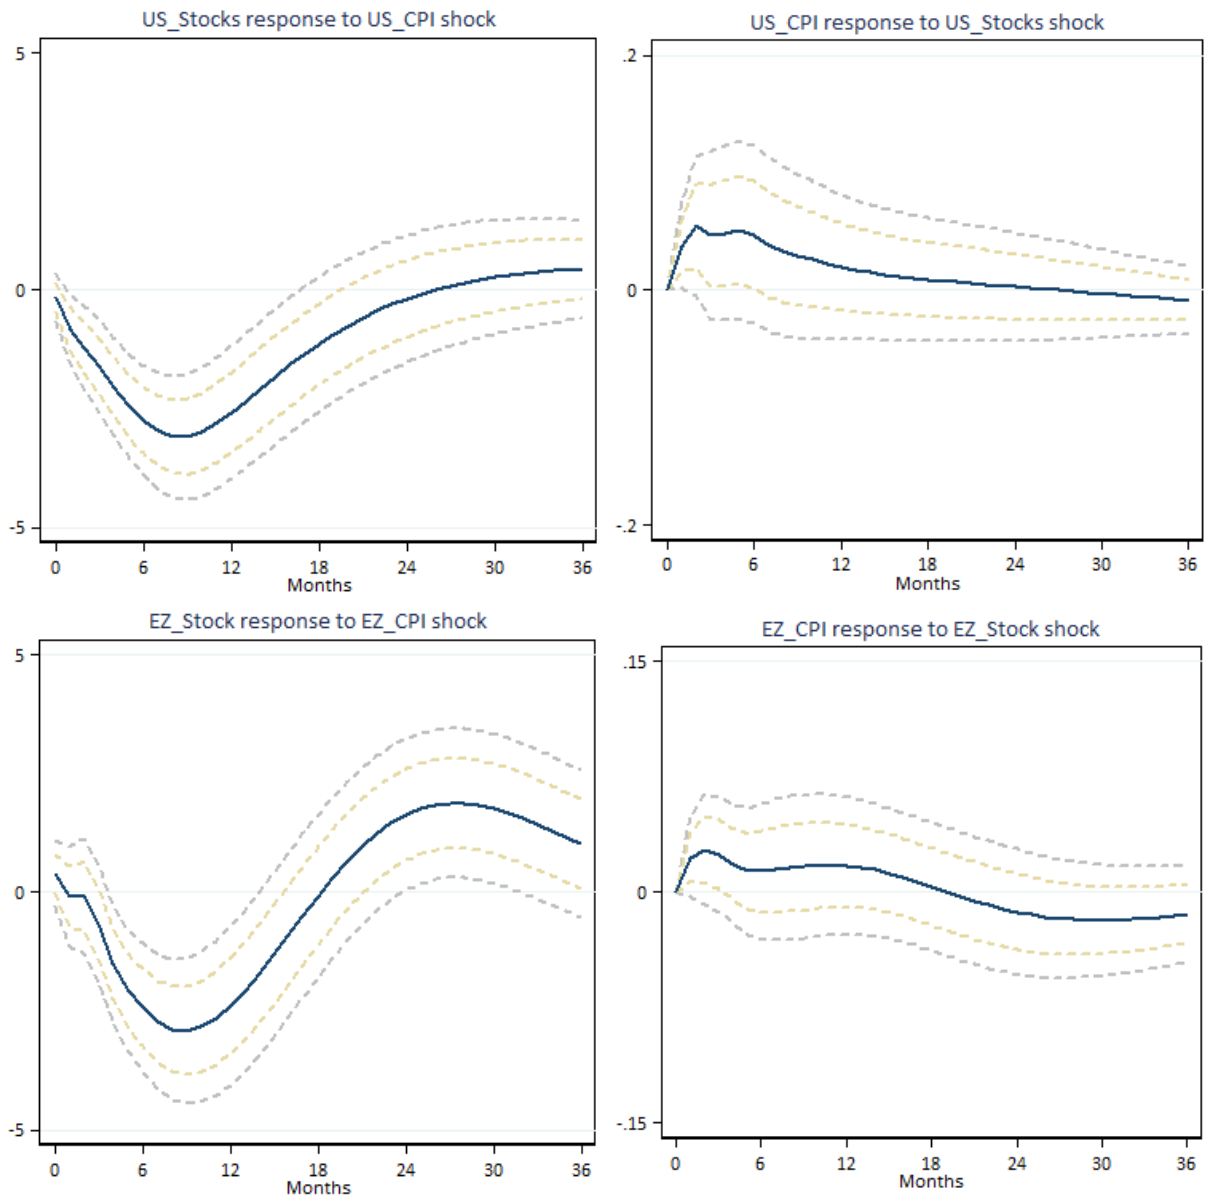 US_Stocks response to US_CPI shock
5
0
-5
0 6 12 18 24 30 36
Months
US_CPI response to US_Stocks shock
.2
0
-.2
0 6 12 18 24 30 36
Months
EZ_Stock response to EZ_CPI shock
5
0
-5
0 6 12 18 24 30 36
Months
EZ_CPI response to EZ_Stock shock
.15
0
-.15
0 6 12 18 24 30 36
Months